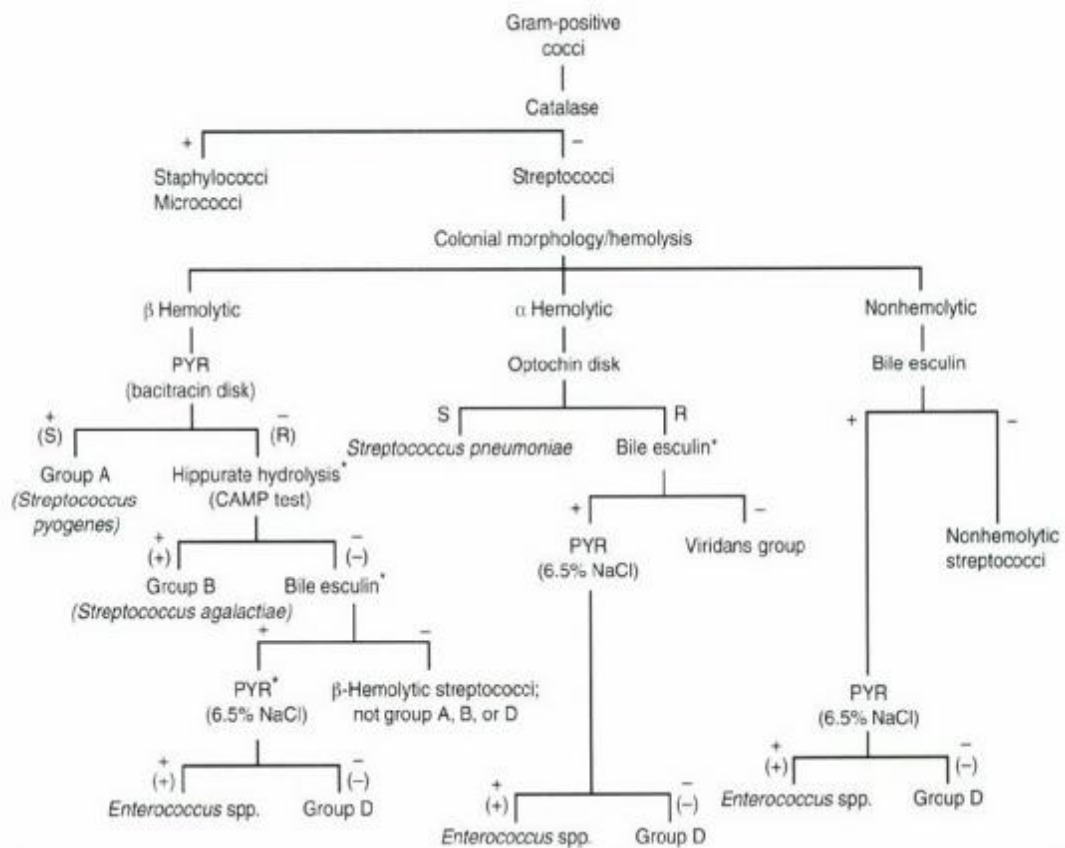 Gram-positive
cocci
Catalase
+ −
Staphylococci
Micrococci
Streptococci
Colonial morphology/hemolysis
β Hemolytic
α Hemolytic
Nonhemolytic
PYR
(bacitracin disk)
Optochin disk
Bile esculin
+
(S)
−
(R)
S R
+ −
Group A
(Streptococcus
pyogenes)
Hippurate hydrolysis*
(CAMP test)
Streptococcus pneumoniae
Bile esculin*
+ −
+
(+)
−
(−)
PYR
(6.5% NaCl)
Viridans group
Nonhemolytic
streptococci
Group B
(Streptococcus agalactiae)
Bile esculin*
+ −
PYR*
(6.5% NaCl)
β-Hemolytic streptococci;
not group A, B, or D
PYR
(6.5% NaCl)
+
(+)
−
(−)
Enterococcus spp.
Group D
+
(+)
−
(−)
Enterococcus spp.
Group D
+
(+)
−
(−)
Enterococcus spp.
Group D